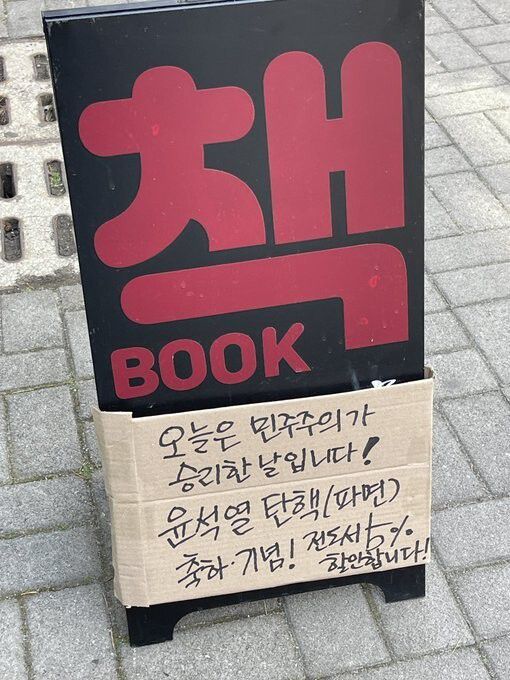 책
BOOK
오늘은 민주주의가
승리한 날입니다!
윤석열 탄핵(파면)
축하·기념! 전도서 5%
할인합니다!